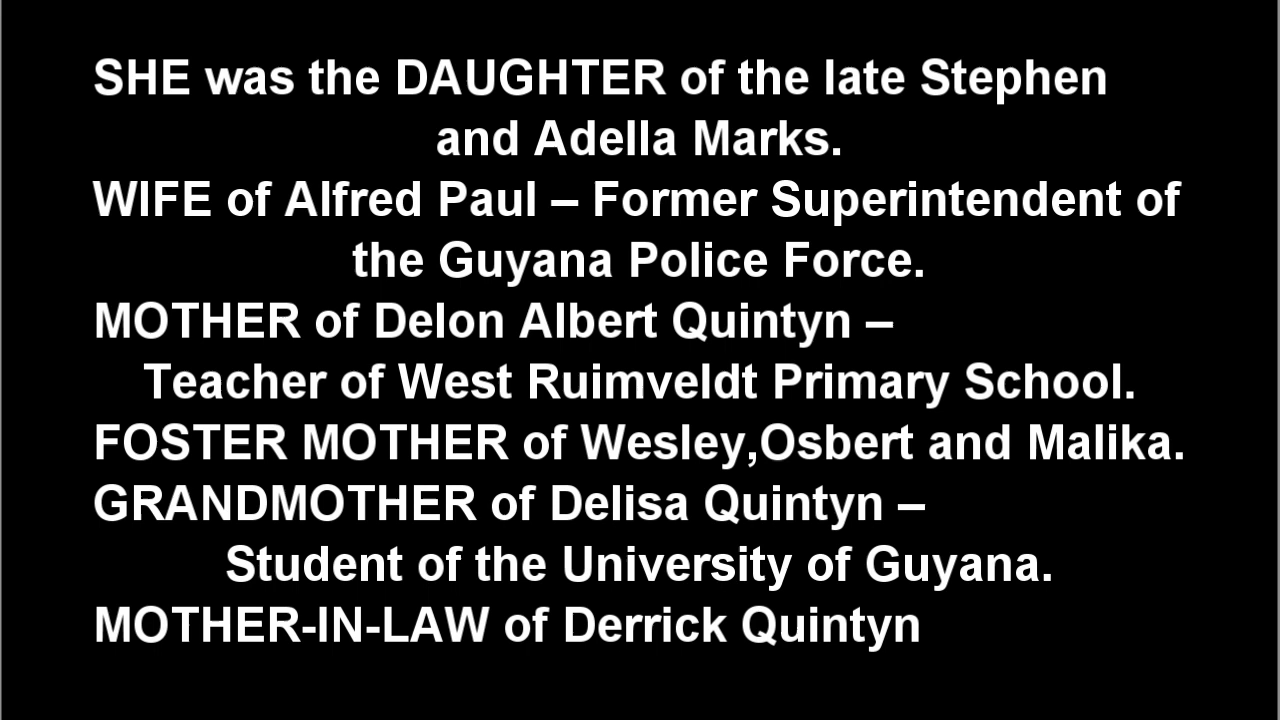 SHE was the DAUGHTER of the late Stephen
and Adella Marks.
WIFE of Alfred Paul – Former Superintendent of
the Guyana Police Force.
MOTHER of Delon Albert Quintyn –
Teacher of West Ruimveldt Primary School.
FOSTER MOTHER of Wesley,Osbert and Malika.
GRANDMOTHER of Delisa Quintyn –
Student of the University of Guyana.
MOTHER-IN-LAW of Derrick Quintyn